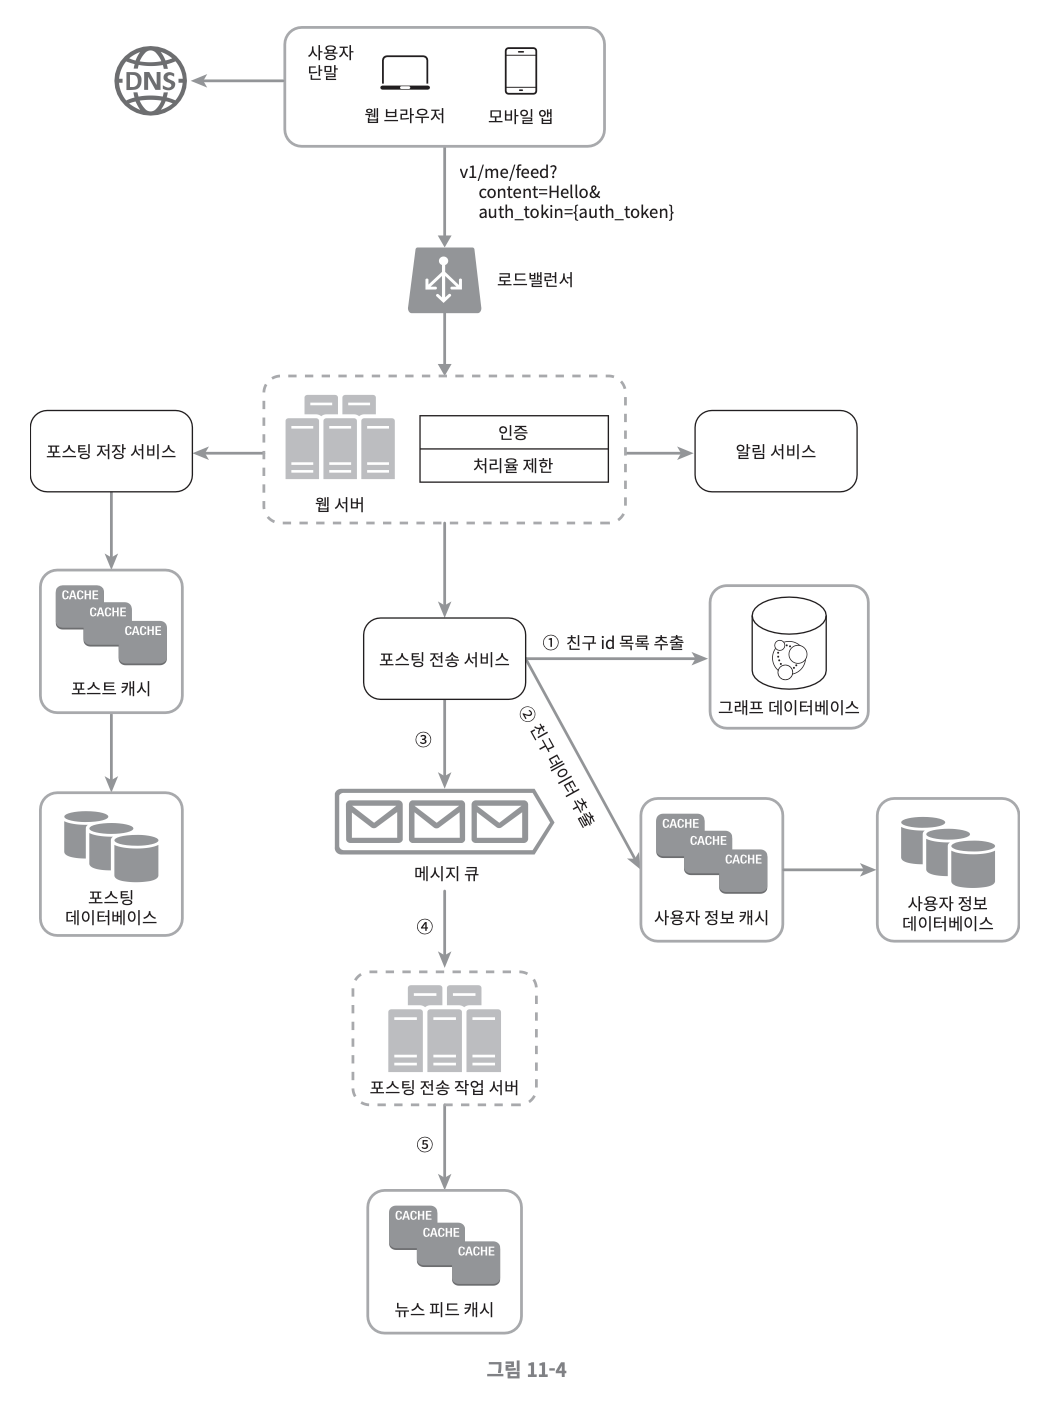 DNS
사용자
단말
웹 브라우저
모바일 앱
v1/me/feed?
content=Hello&
auth_tokin={auth_token}
로드밸런서
포스팅 저장 서비스
인증
처리율 제한
웹 서버
알림 서비스
CACHE
CACHE
CACHE
포스트 캐시
포스팅 전송 서비스
① 친구 id 목록 추출
그래프 데이터베이스
② 친구 데이터 추출
③
포스팅
데이터베이스
메시지 큐
CACHE
CACHE
CACHE
사용자 정보 캐시
사용자 정보
데이터베이스
④
포스팅 전송 작업 서버
⑤
CACHE
CACHE
CACHE
뉴스 피드 캐시
그림 11-4